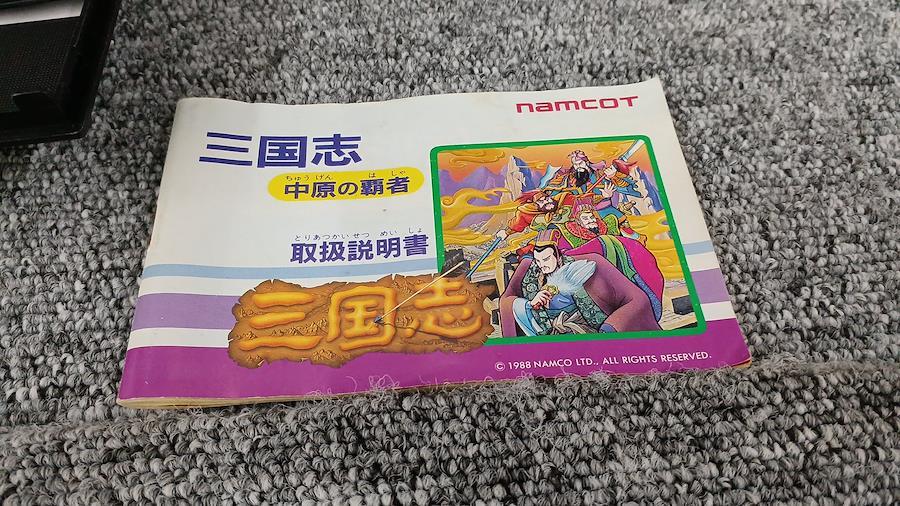 namcoT
三国志
ちゅうげん はしゃ
中原の覇者
とりあつかいせつめいしょ
取扱説明書
三国志
© 1988 NAMCO LTD., ALL RIGHTS RESERVED.